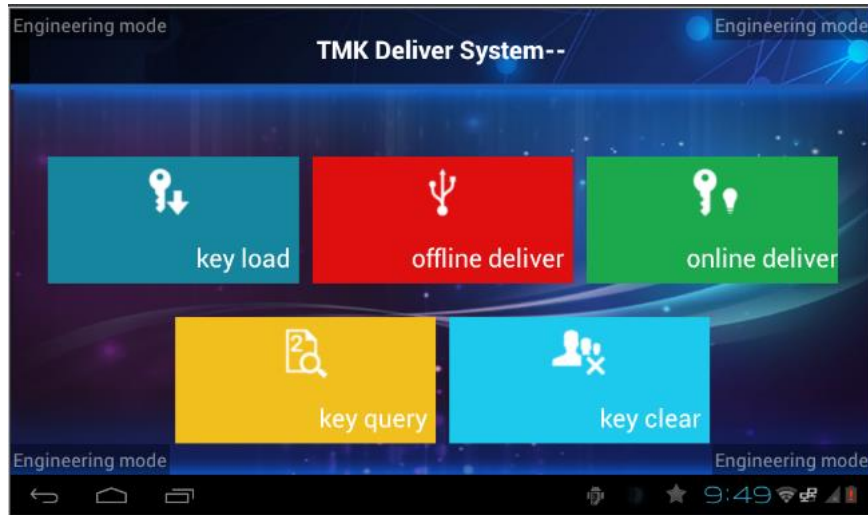 Engineering mode
Engineering mode
TMK Deliver System--
key load
offline deliver
online deliver
2
key query
key clear
Engineering mode
Engineering mode
9:49